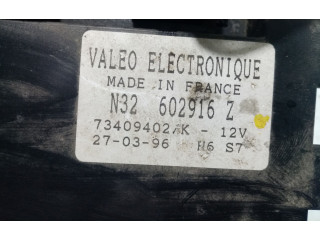 VALEO ELECTRONIQUE
MADE IN FRANCE
N32 602916 Z
73409402/K - 12V
27-03-96 H6 S7